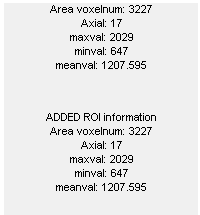 Area voxelnum: 3227
Axial: 17
maxval: 2029
minval: 647
meanval: 1207.595
ADDED ROI information
Area voxelnum: 3227
Axial: 17
maxval: 2029
minval: 647
meanval: 1207.595